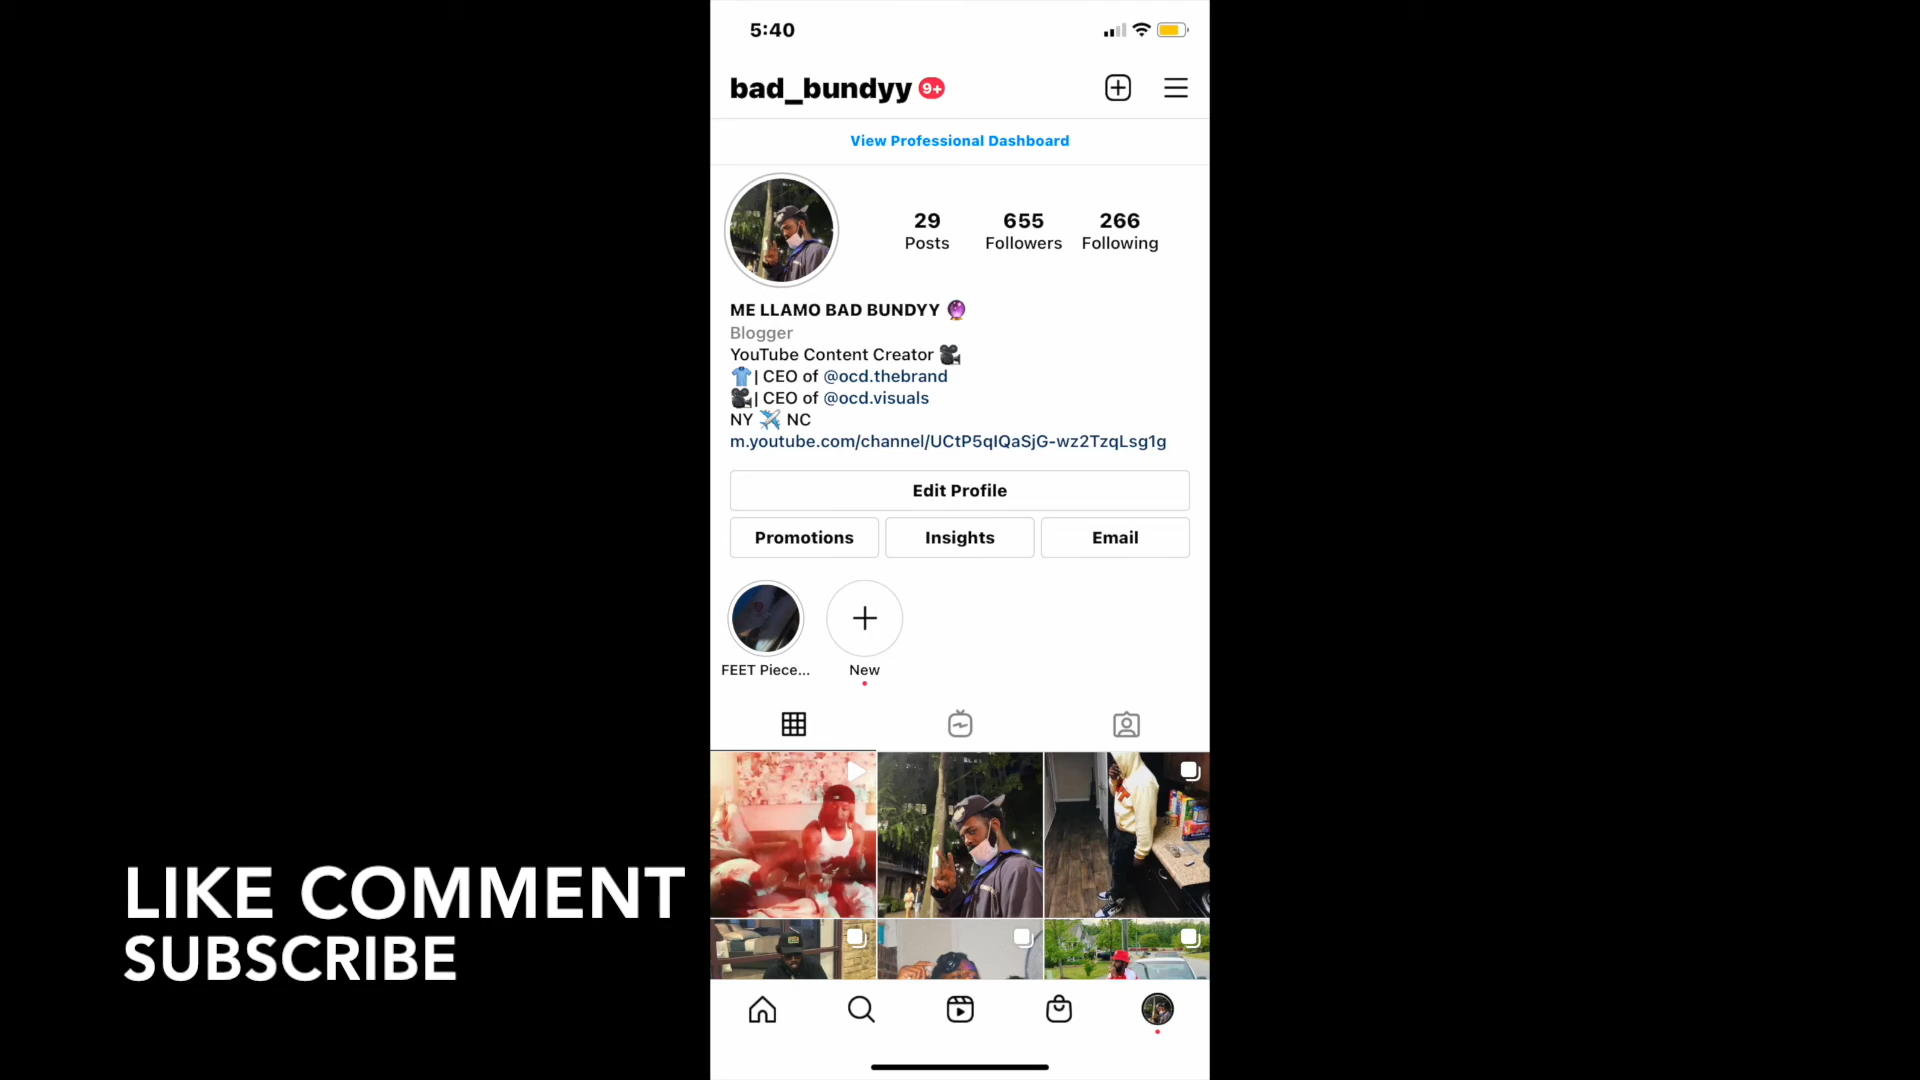 5:40
bad_bundyy 9+
View Professional Dashboard
29 655 266
Posts Followers Following
ME LLAMO BAD BUNDYY 🔮
Blogger
YouTube Content Creator 🎥
👕| CEO of @ocd.thebrand
🎥| CEO of @ocd.visuals
NY ✈️ NC
m.youtube.com/channel/UCtP5qIQaSjG-wz2TzqLsg1g
Edit Profile
Promotions Insights Email
FEET Piece... New
LIKE COMMENT
SUBSCRIBE